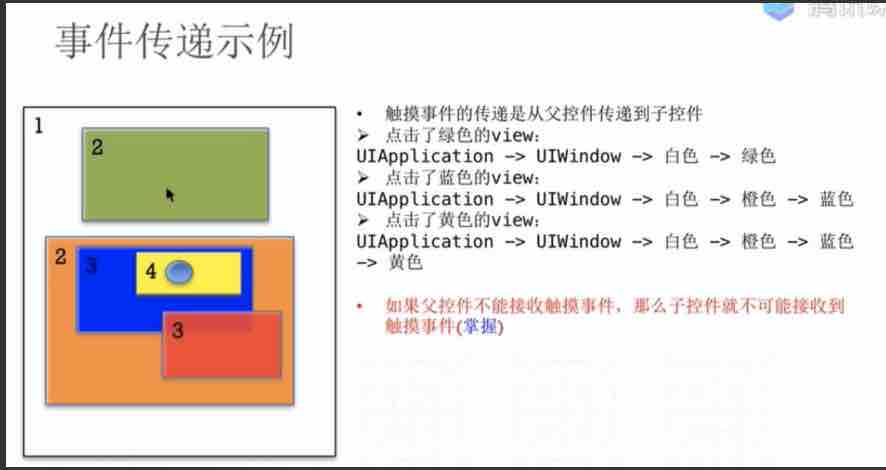 事件传递示例
1
2
2
3
4
3
• 触摸事件的传递是从父控件传递到子控件
➢ 点击了绿色的view:
UIApplication -> UIWindow -> 白色 -> 绿色
➢ 点击了蓝色的view:
UIApplication -> UIWindow -> 白色 -> 橙色 -> 蓝色
➢ 点击了黄色的view:
UIApplication -> UIWindow -> 白色 -> 橙色 -> 蓝色
-> 黄色
• 如果父控件不能接收触摸事件，那么子控件就不可能接收到
触摸事件(掌握)